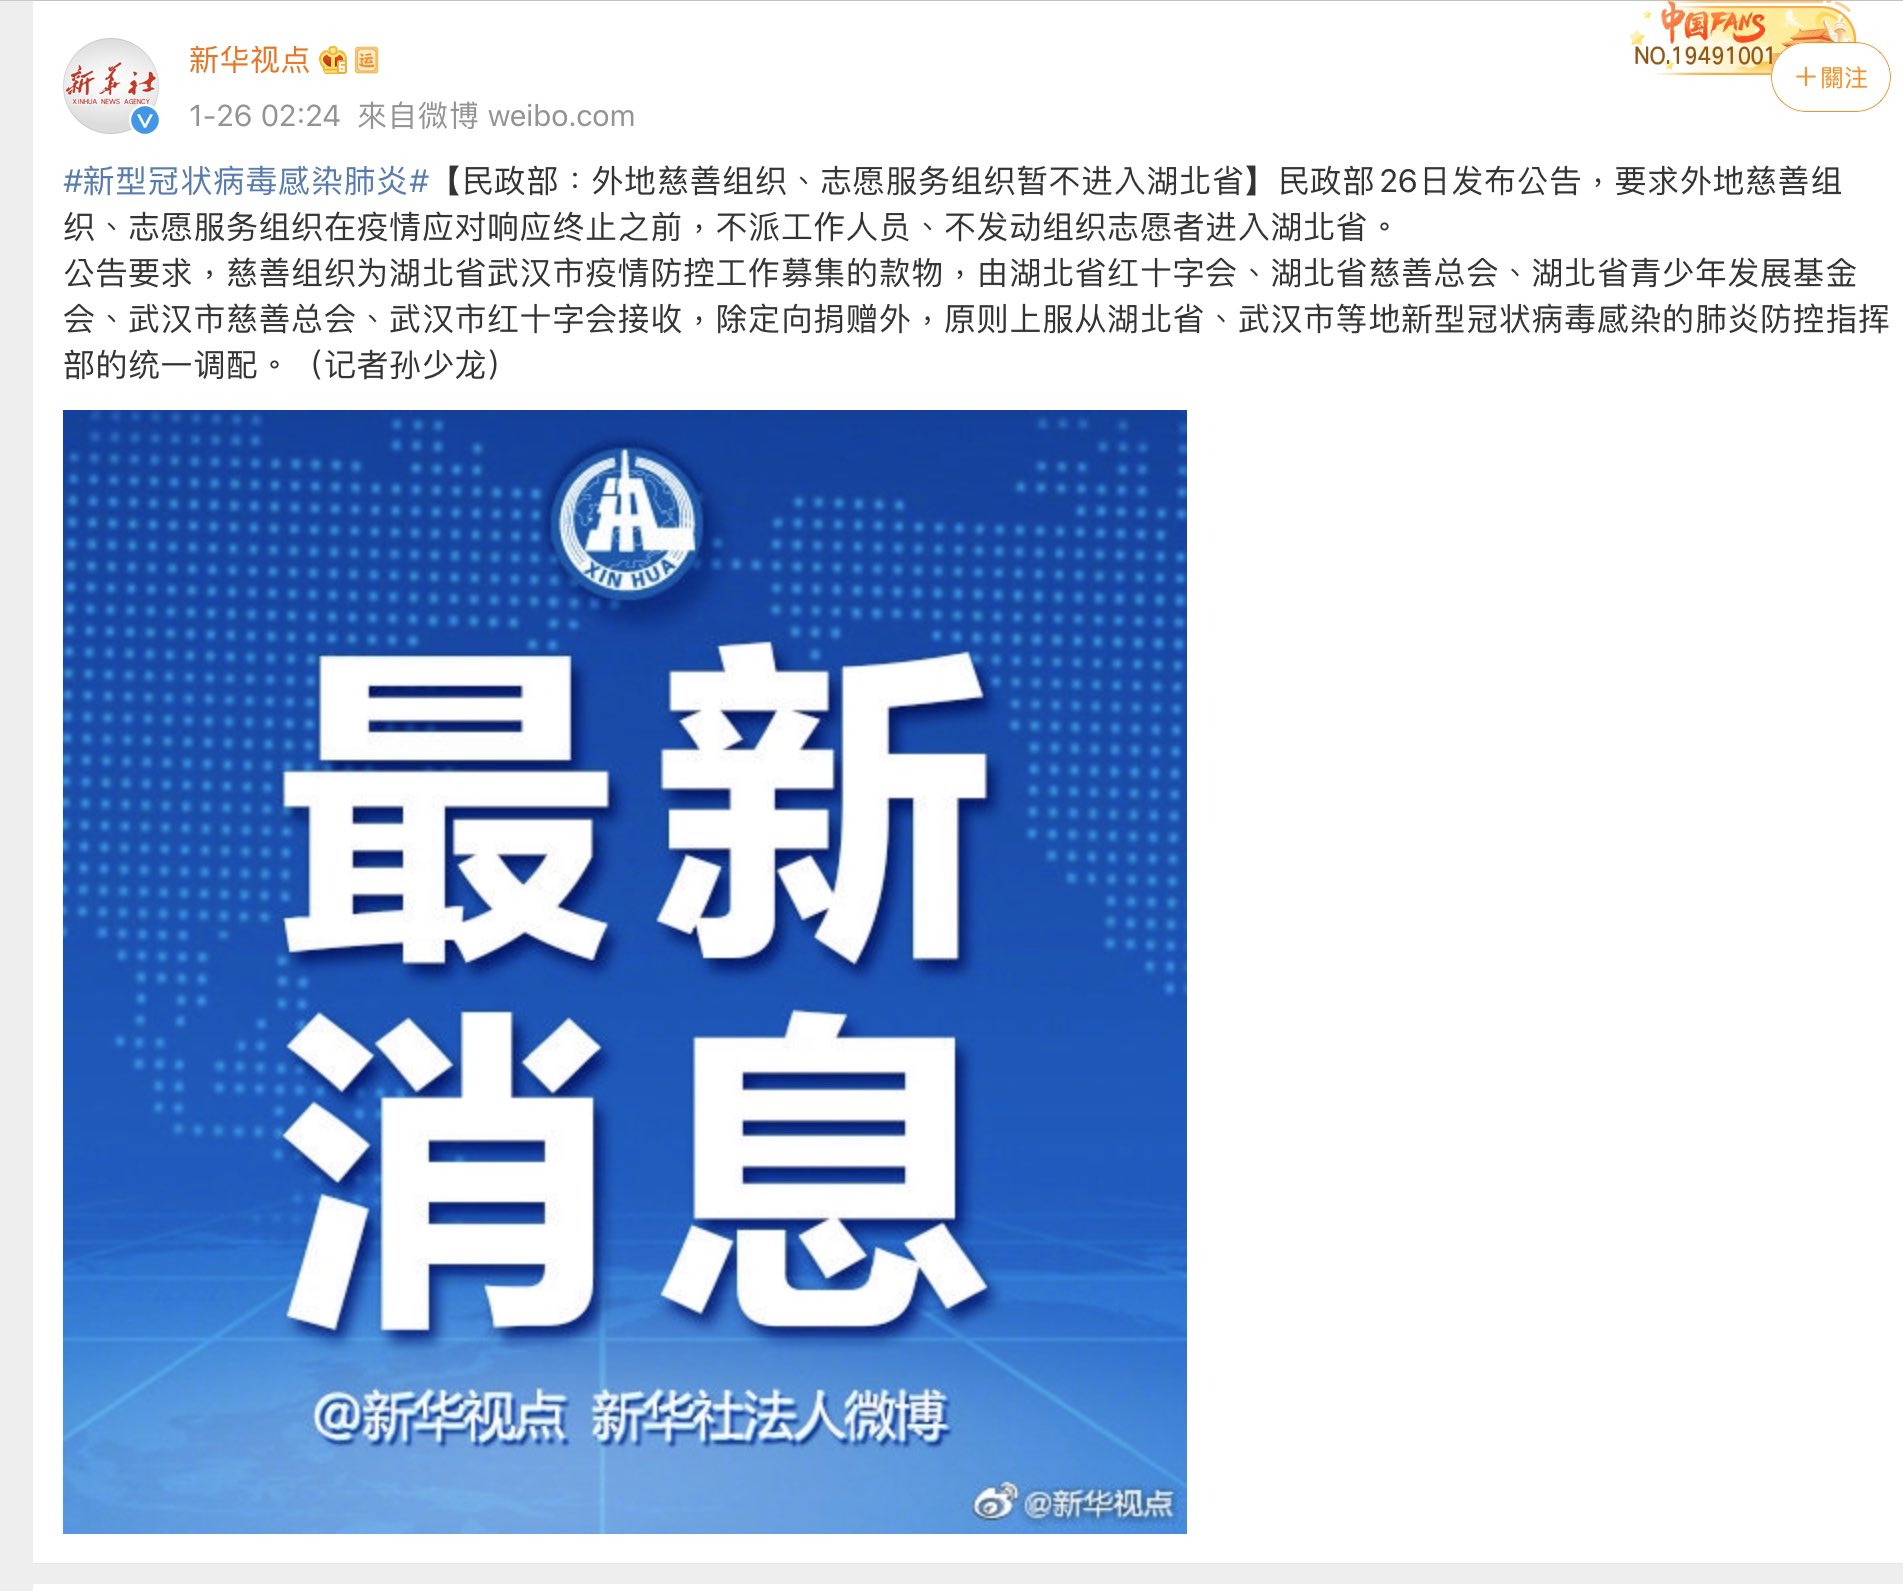 中国FANS
NO.19491001
新华视点 运
新华社
XINHUA NEWS AGENCY
V
1-26 02:24 來自微博 weibo.com
+關注
#新型冠状病毒感染肺炎#【民政部：外地慈善组织、志愿服务组织暂不进入湖北省】民政部26日发布公告，要求外地慈善组
织、志愿服务组织在疫情应对响应终止之前，不派工作人员、不发动组织志愿者进入湖北省。
公告要求，慈善组织为湖北省武汉市疫情防控工作募集的款物，由湖北省红十字会、湖北省慈善总会、湖北省青少年发展基金
会、武汉市慈善总会、武汉市红十字会接收，除定向捐赠外，原则上服从湖北省、武汉市等地新型冠状病毒感染的肺炎防控指挥
部的统一调配。（记者孙少龙）
XIN HUA
最新
消息
@新华视点 新华社法人微博
@新华视点